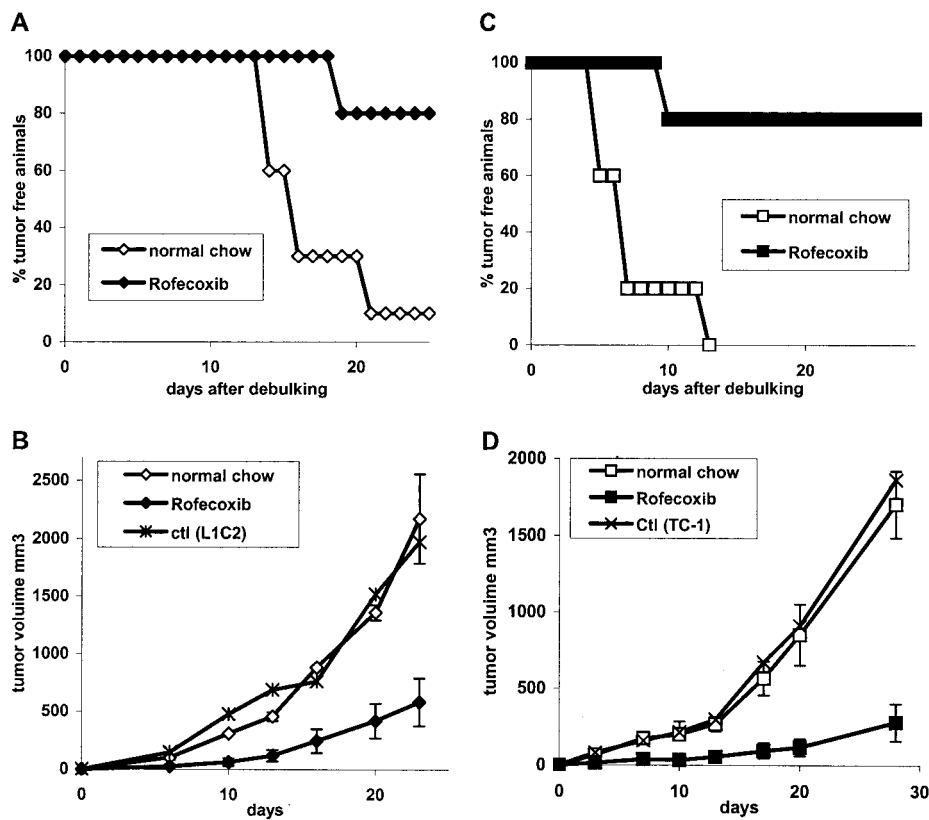 A
100
80
60
40
20
0
% tumor free animals
normal chow
Rofecoxib
0 10 20
days after debulking
C
100
80
60
40
20
0
% tumor free animals
normal chow
Rofecoxib
0 10 20
days after debulking
B
2500
2000
1500
1000
500
0
tumor voluime mm3
normal chow
Rofecoxib
ctl (L1C2)
0 10 20
days
D
2000
1500
1000
500
0
tumor voluime mm3
normal chow
Rofecoxib
Ctl (TC-1)
0 10 20 30
days